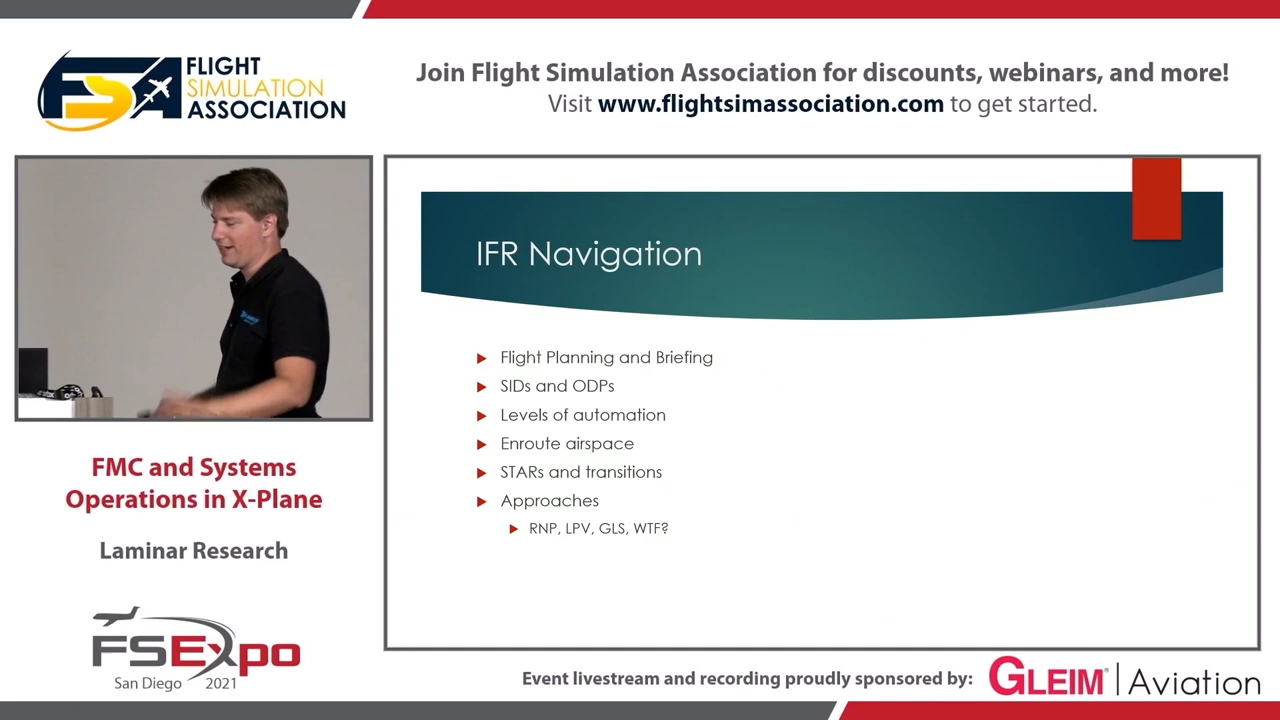 FLIGHT
SIMULATION
ASSOCIATION
Join Flight Simulation Association for discounts, webinars, and more!
Visit www.flightsimassociation.com to get started.
IFR Navigation
Flight Planning and Briefing
SIDs and ODPs
Levels of automation
Enroute airspace
STARs and transitions
Approaches
RNP, LPV, GLS, WTF?
FMC and Systems
Operations in X-Plane
Laminar Research
FSExpo
San Diego 2021
Event livestream and recording proudly sponsored by:
GLEIM® | Aviation